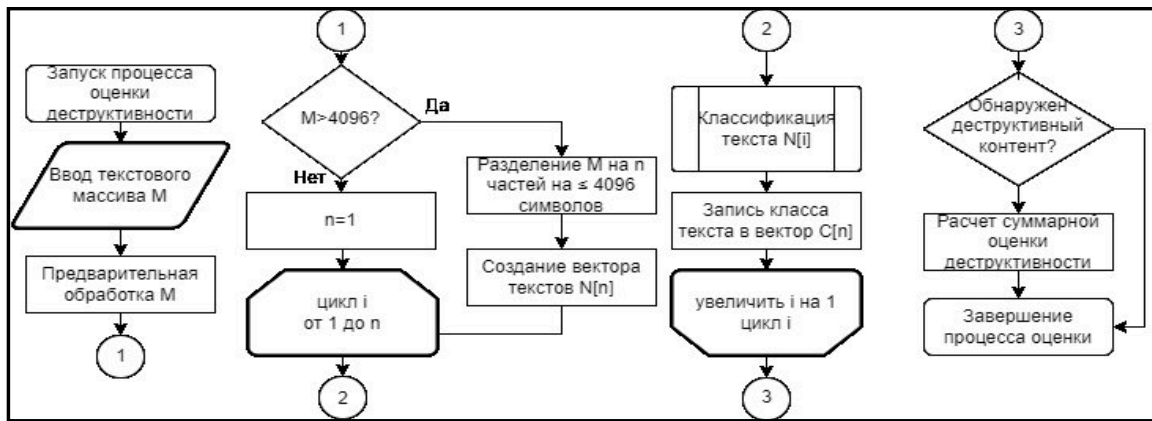 Запуск процесса
оценки
деструктивности
Ввод текстового
массива M
Предварительная
обработка M
1
1
M>4096?
Да
Нет
n=1
Разделение M на n
частей на ≤ 4096
символов
Создание вектора
текстов N[n]
цикл i
от 1 до n
2
2
Классификация
текста N[i]
Запись класса
текста в вектор C[n]
увеличить i на 1
цикл i
3
3
Обнаружен
деструктивный
контент?
Расчет суммарной
оценки
деструктивности
Завершение
процесса оценки